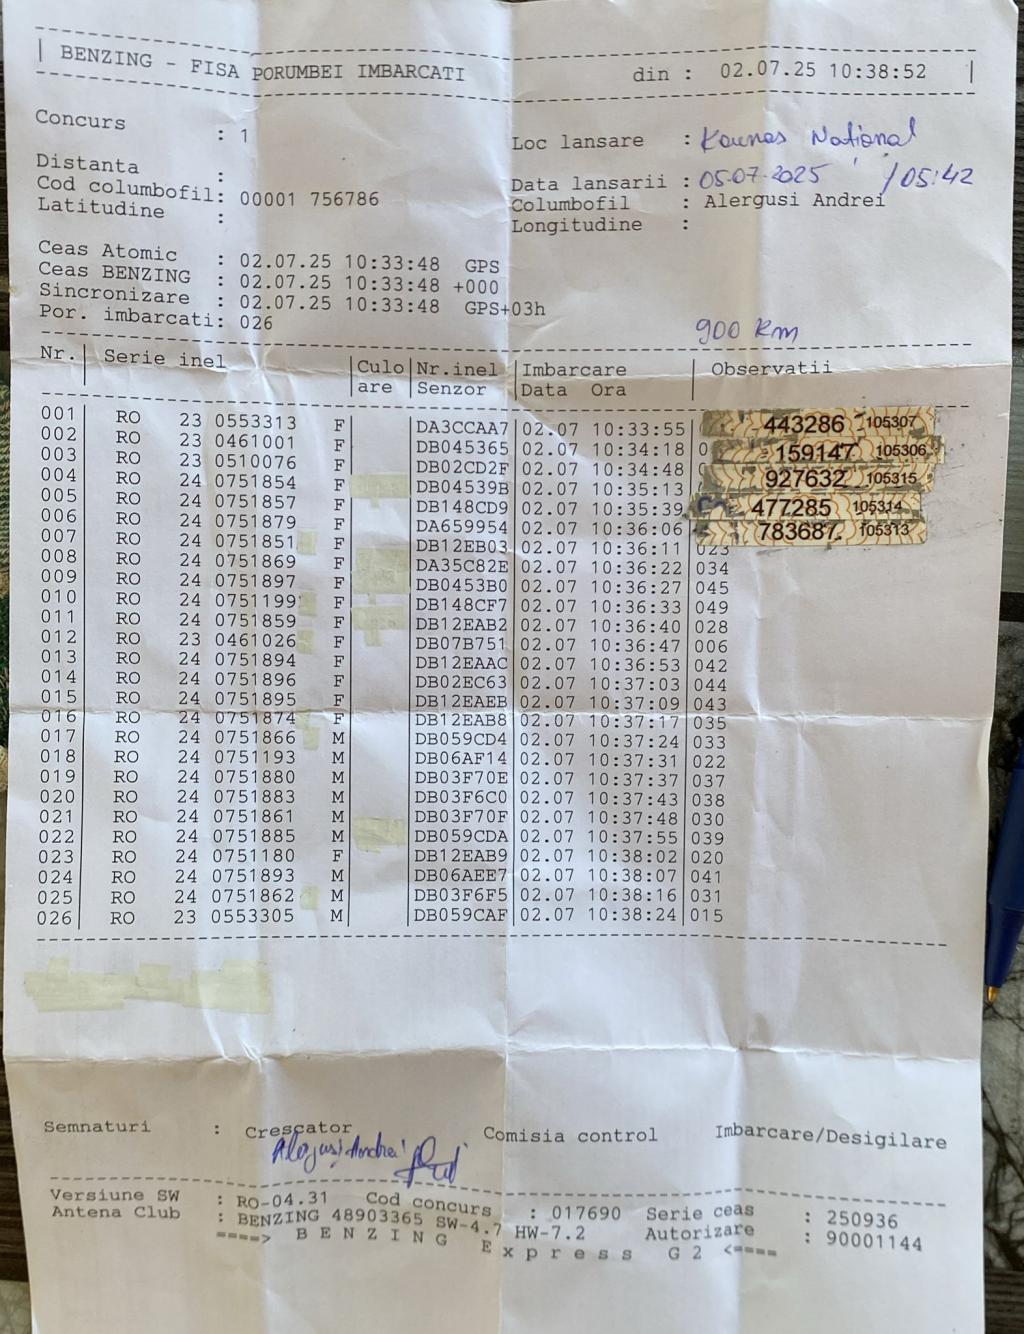 | BENZING - FISA PORUMBEI IMBARCATI din : 02.07.25 10:38:52 |
Concurs : 1 Loc lansare : Kaunas National
Distanta :
Data lansarii : 05.07.2025 /05:42
Cod columbofil: 00001 756786 Columbofil : Alergusi Andrei
Latitudine : Longitudine :
Ceas Atomic : 02.07.25 10:33:48 GPS
Ceas BENZING : 02.07.25 10:33:48 +000
Sincronizare : 02.07.25 10:33:48 GPS+03h
Por. imbarcati: 026
900 km
Nr. Serie inel Culo Nr.inel Imbarcare Observatii
are Senzor Data Ora
001 RO 23 0553313 F DA3CCAA7 02.07 10:33:55 443286 105307
002 RO 23 0461001 F DB045365 02.07 10:34:18 159147 105306
003 RO 23 0510076 F DB02CD2F 02.07 10:34:48 927632 105315
004 RO 24 0751854 F DB04539B 02.07 10:35:13 477285 105314
005 RO 24 0751857 F DB148CD9 02.07 10:35:39 783687 105313
006 RO 24 0751879 F DA659954 02.07 10:36:06
007 RO 24 0751851 F DB12EB03 02.07 10:36:11 023
008 RO 24 0751869 F DA35C82E 02.07 10:36:22 034
009 RO 24 0751897 F DB0453B0 02.07 10:36:27 045
010 RO 24 0751199 F DB148CF7 02.07 10:36:33 049
011 RO 24 0751859 F DB12EAB2 02.07 10:36:40 028
012 RO 23 0461026 F DB07B751 02.07 10:36:47 006
013 RO 24 0751894 F DB12EAAC 02.07 10:36:53 042
014 RO 24 0751896 F DB02EC63 02.07 10:37:03 044
015 RO 24 0751895 F DB12EAEB 02.07 10:37:09 043
016 RO 24 0751874 F DB12EAB8 02.07 10:37:17 035
017 RO 24 0751866 M DB059CD4 02.07 10:37:24 033
018 RO 24 0751193 M DB06AF14 02.07 10:37:31 022
019 RO 24 0751880 M DB03F70E 02.07 10:37:37 037
020 RO 24 0751883 M DB03F6C0 02.07 10:37:43 038
021 RO 24 0751861 M DB03F70F 02.07 10:37:48 030
022 RO 24 0751885 M DB059CDA 02.07 10:37:55 039
023 RO 24 0751180 F DB12EAB9 02.07 10:38:02 020
024 RO 24 0751893 M DB06AEE7 02.07 10:38:07 041
025 RO 24 0751862 M DB03F6F5 02.07 10:38:16 031
026 RO 23 0553305 M DB059CAF 02.07 10:38:24 015
Semnaturi : Crescator Comisia control Imbarcare/Desigilare
Andrei
Versiune SW : RO-04.31 Cod concurs : 017690 Serie ceas : 250936
Antena Club : BENZING 48903365 SW-4.7 HW-7.2 Autorizare : 90001144
====> B E N Z I N G E x p r e s s G 2 <====